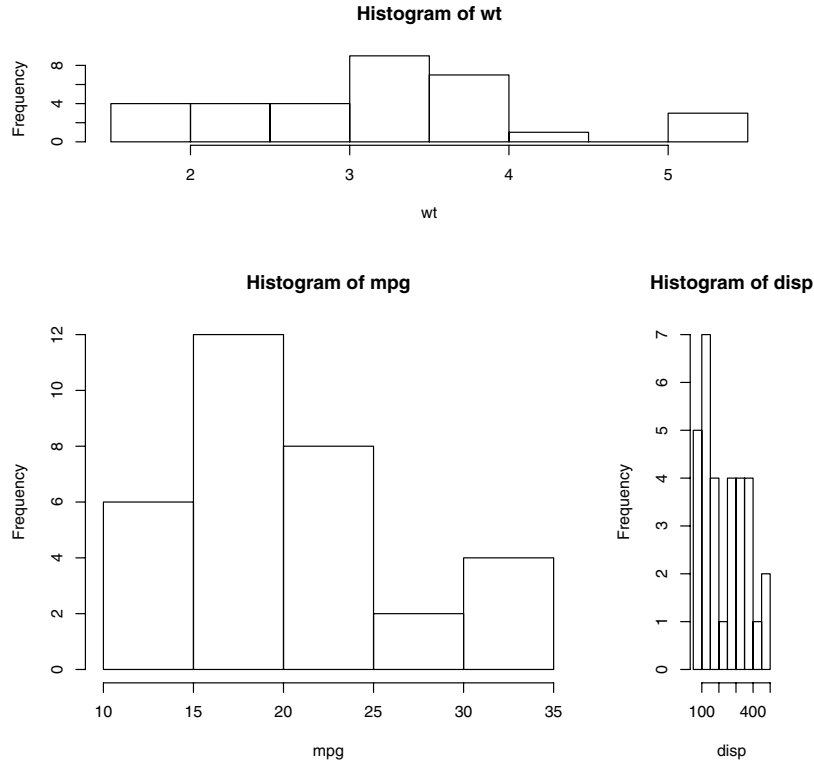 Histogram of wt
Frequency
0 4 8
2 3 4 5
wt
Histogram of mpg
Frequency
0 2 4 6 8 10 12
10 15 20 25 30 35
mpg
Histogram of disp
Frequency
0 1 2 3 4 5 6 7
100 400
disp